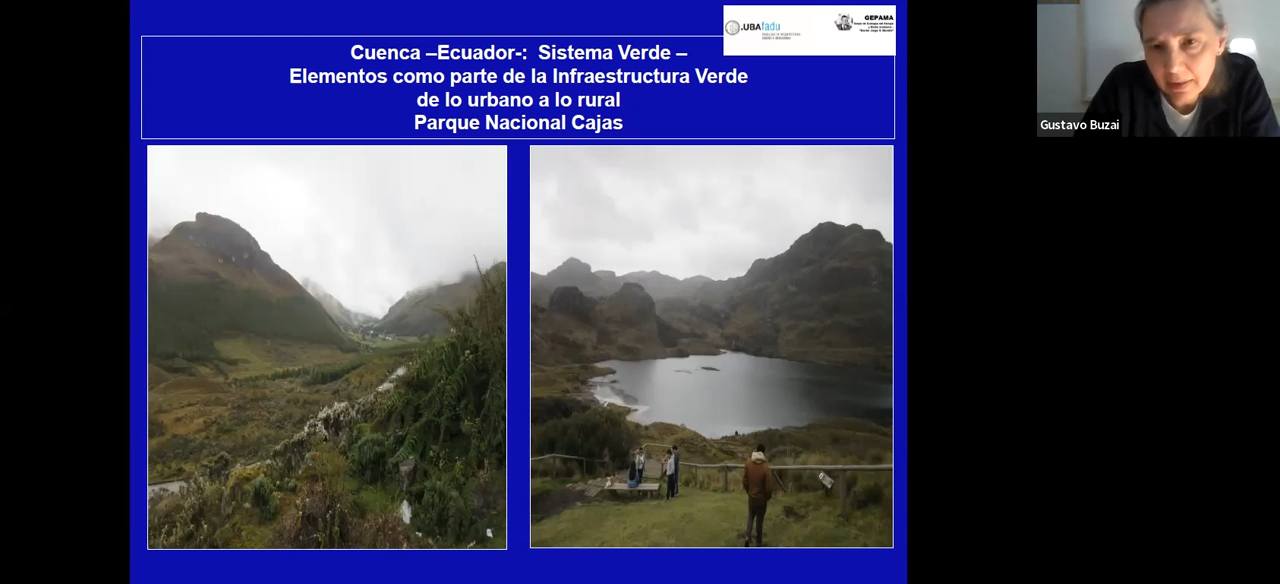 .UBAfadu
GEPAMA
Cuenca –Ecuador-:  Sistema Verde –
Elementos como parte de la Infraestructura Verde
de lo urbano a lo rural
Parque Nacional Cajas
Gustavo Buzai